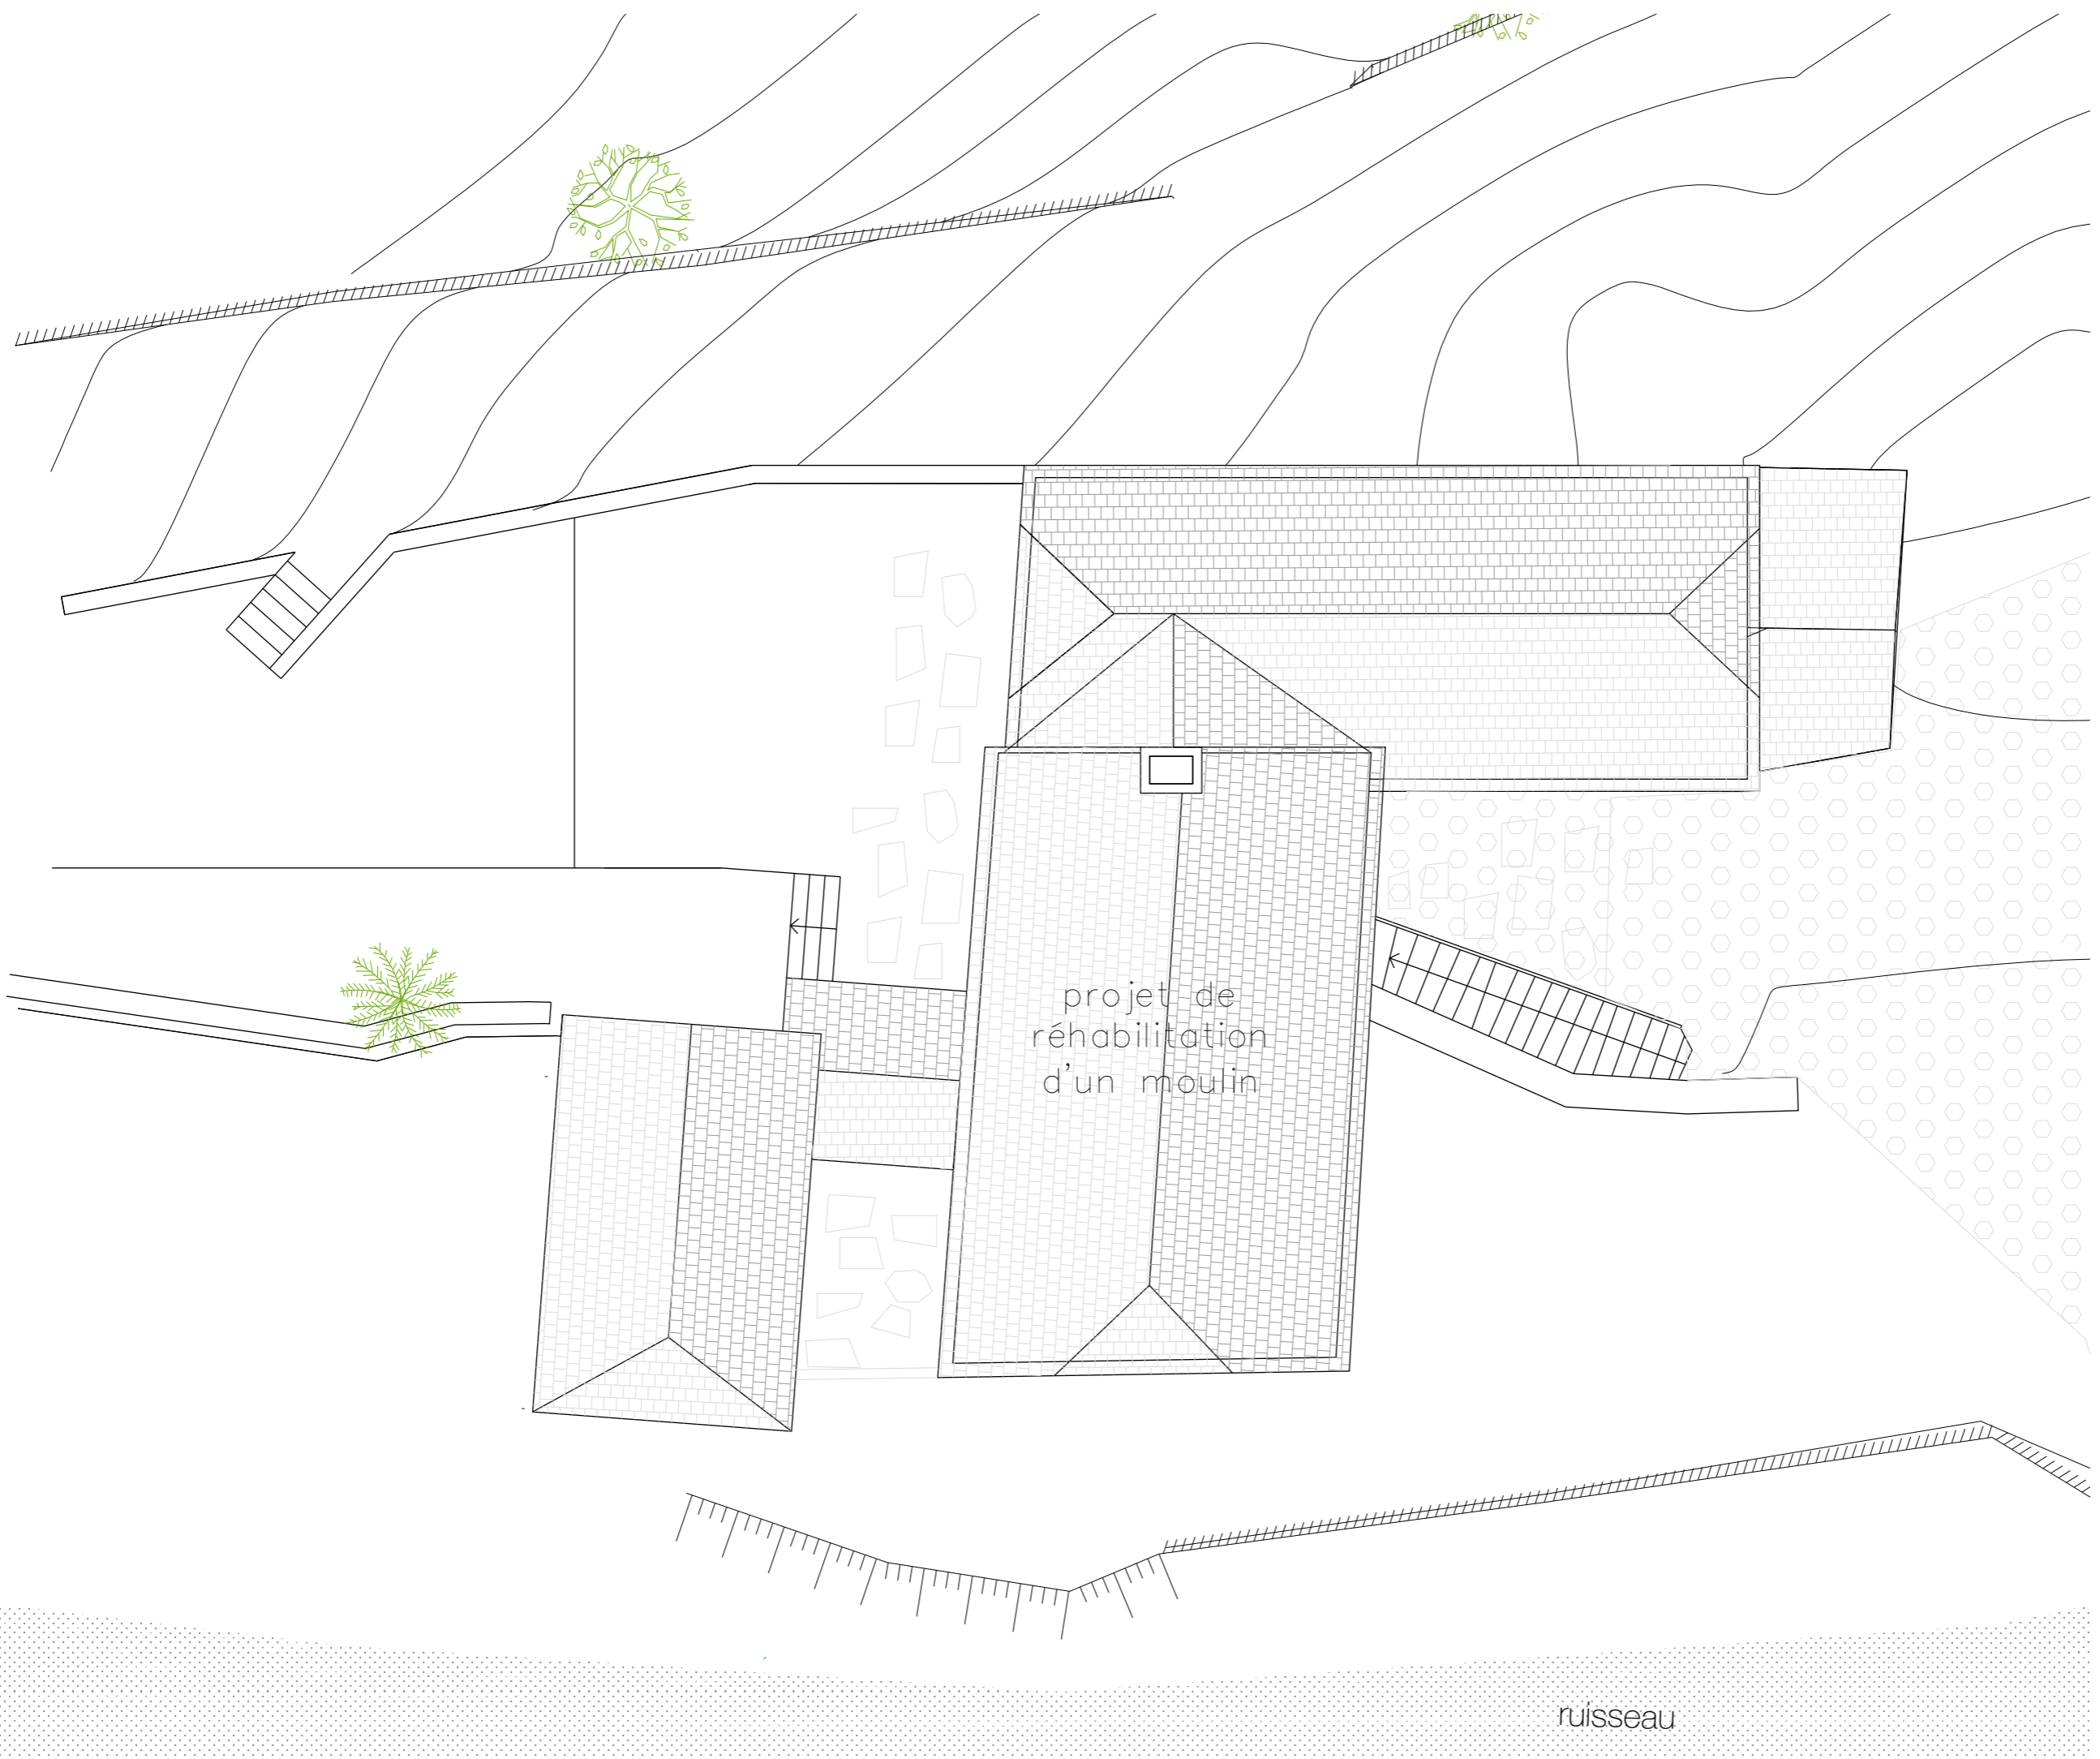 projet de
réhabilitation
d'un moulin
ruisseau